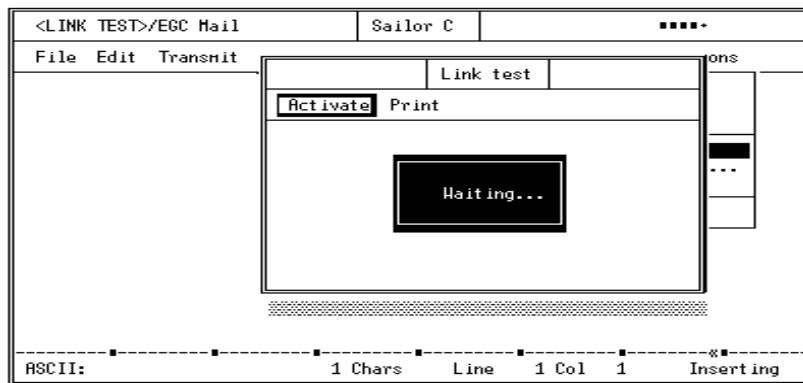 <LINK TEST>/EGC Mail Sailor C
File Edit Transmit ons
Link test
Activate Print
Waiting...
...
ASCII: 1 Chars Line 1 Col 1 Inserting